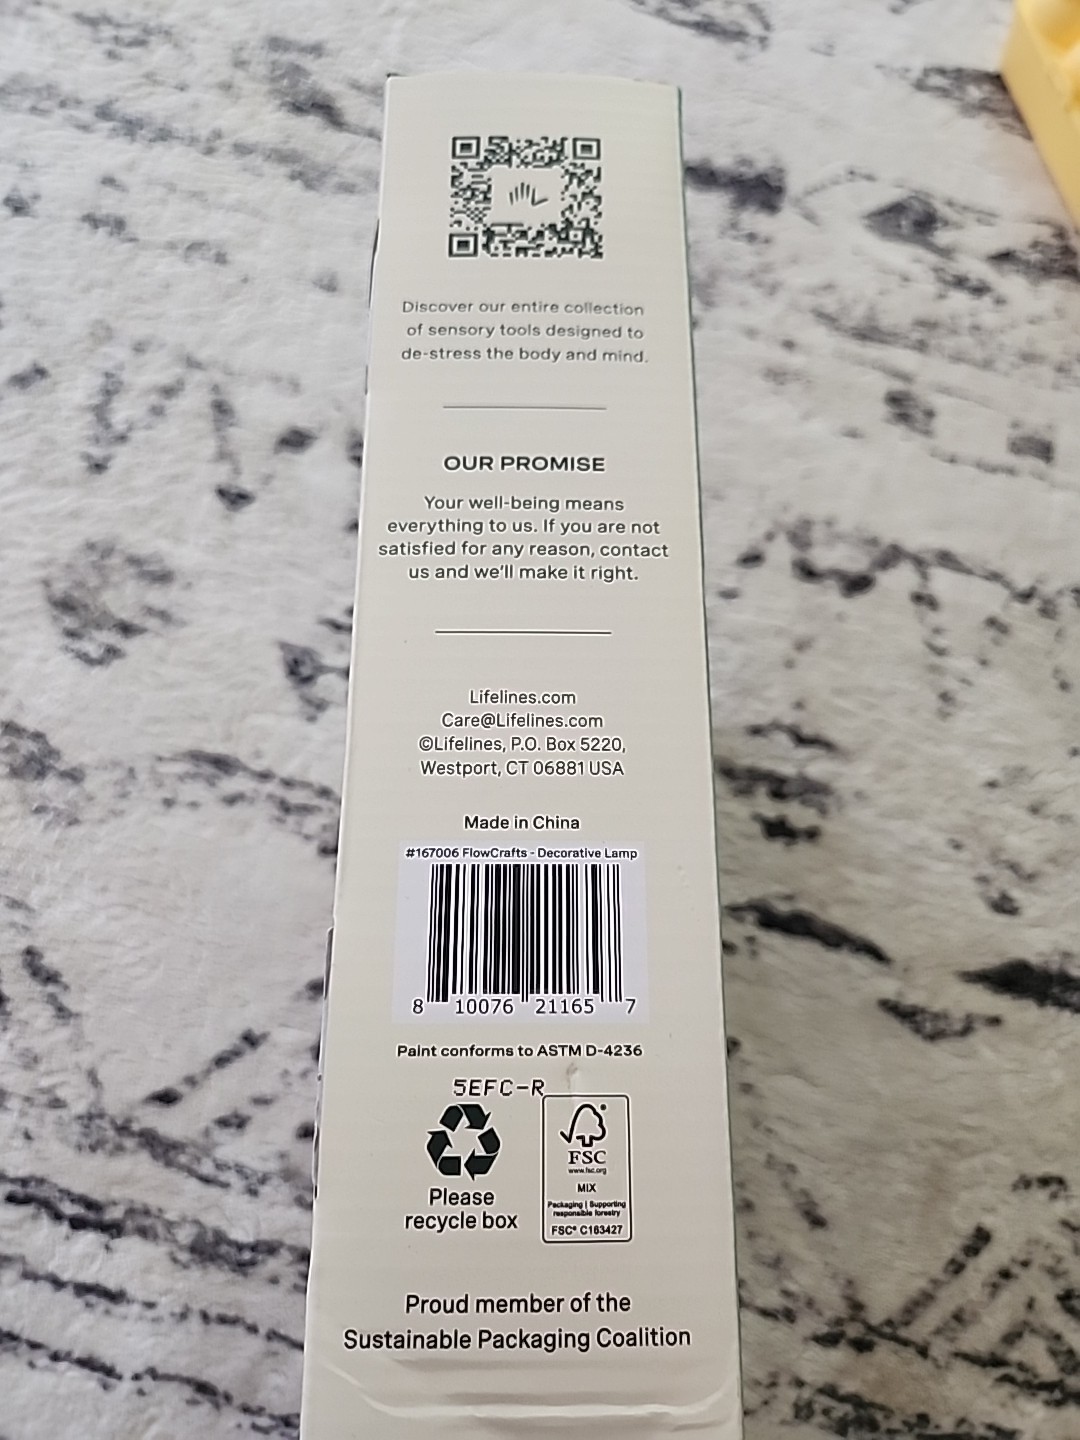 Discover our entire collection
of sensory tools designed to
de-stress the body and mind.
OUR PROMISE
Your well-being means
everything to us. If you are not
satisfied for any reason, contact
us and we'll make it right.
Lifelines.com
Care@Lifelines.com
©Lifelines, P.O. Box 5220,
Westport, CT 06881 USA
Made in China
#167006 FlowCrafts - Decorative Lamp
8 10076 21165 7
Paint conforms to ASTM D-4236
5EFC-R
Please
recycle box
FSC
www.fsc.org
MIX
Packaging | Supporting
responsible forestry
FSC® C163427
Proud member of the
Sustainable Packaging Coalition